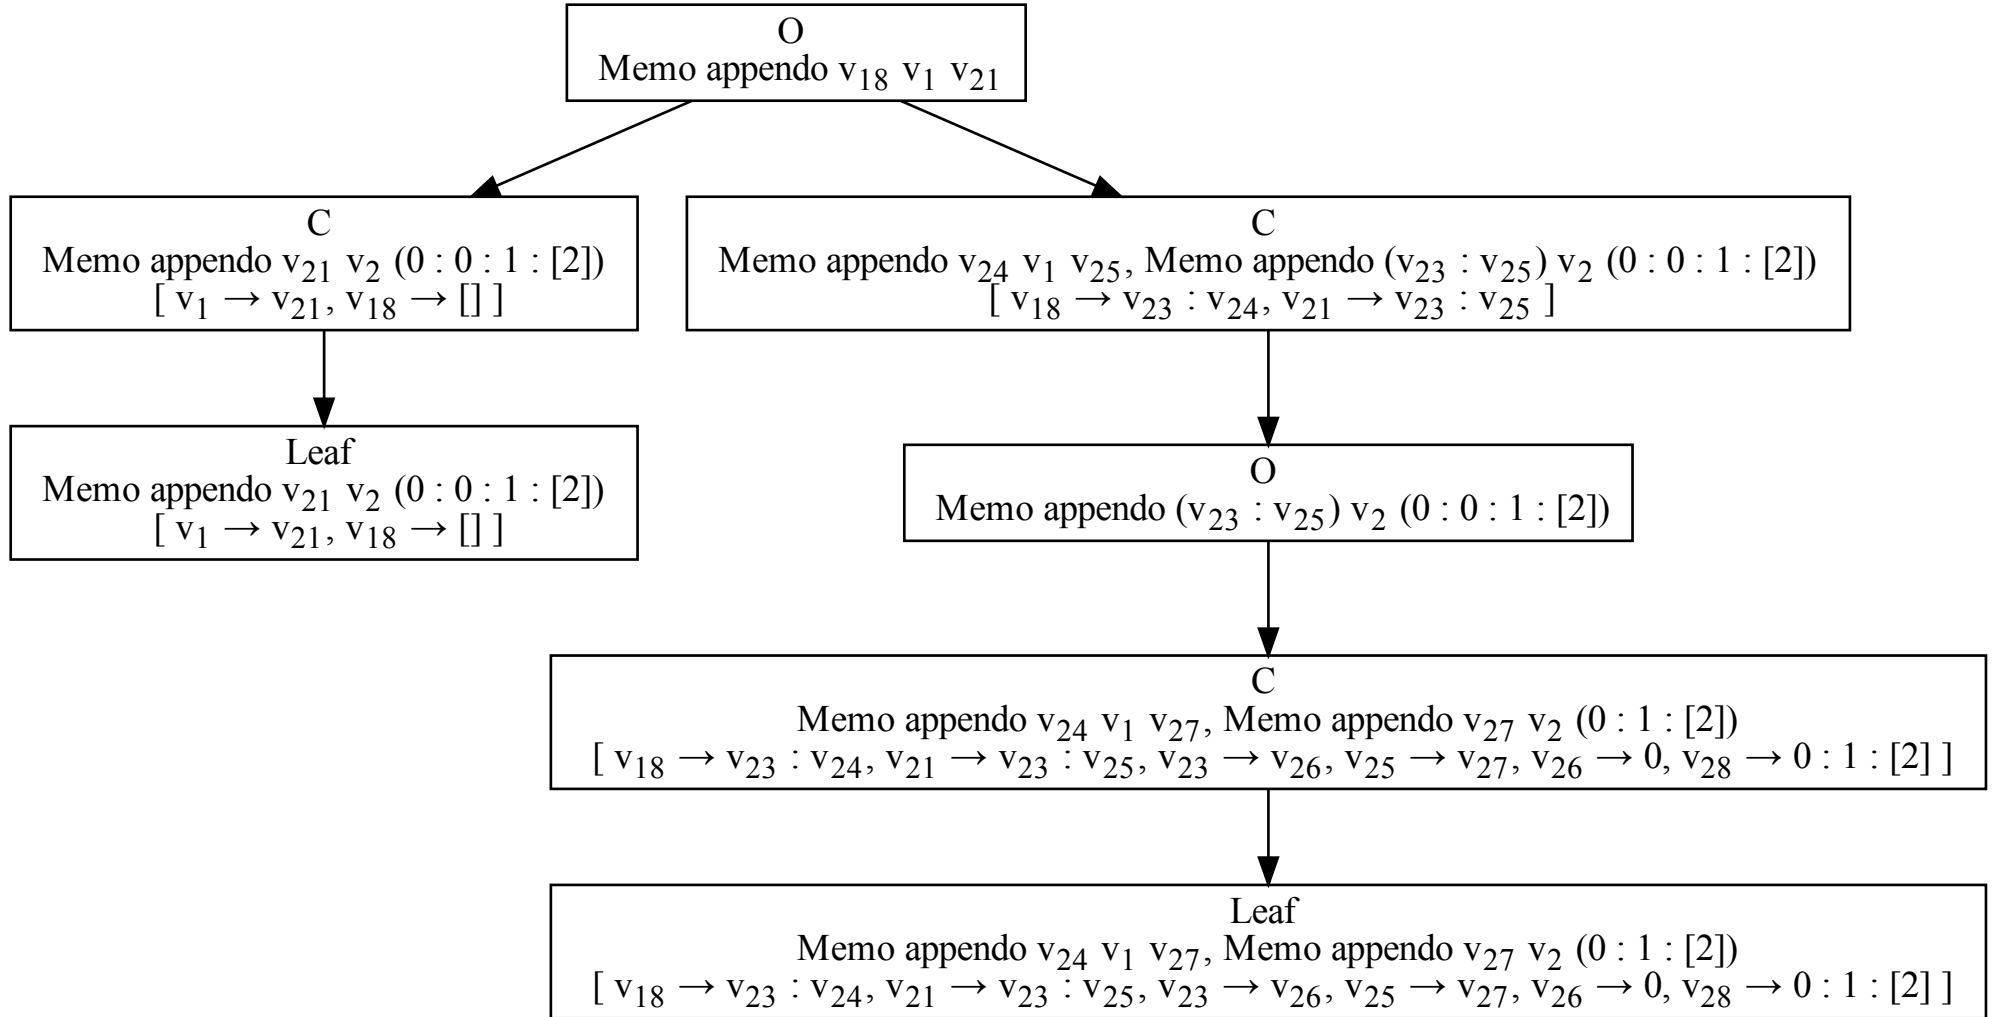 O
Memo appendo v₁₈ v₁ v₂₁
C
Memo appendo v₂₁ v₂ (0 : 0 : 1 : [2])
[ v₁ → v₂₁, v₁₈ → [] ]
C
Memo appendo v₂₄ v₁ v₂₅, Memo appendo (v₂₃ : v₂₅) v₂ (0 : 0 : 1 : [2])
[ v₁₈ → v₂₃ : v₂₄, v₂₁ → v₂₃ : v₂₅ ]
Leaf
Memo appendo v₂₁ v₂ (0 : 0 : 1 : [2])
[ v₁ → v₂₁, v₁₈ → [] ]
O
Memo appendo (v₂₃ : v₂₅) v₂ (0 : 0 : 1 : [2])
C
Memo appendo v₂₄ v₁ v₂₇, Memo appendo v₂₇ v₂ (0 : 1 : [2])
[ v₁₈ → v₂₃ : v₂₄, v₂₁ → v₂₃ : v₂₅, v₂₃ → v₂₆, v₂₅ → v₂₇, v₂₆ → 0, v₂₈ → 0 : 1 : [2] ]
Leaf
Memo appendo v₂₄ v₁ v₂₇, Memo appendo v₂₇ v₂ (0 : 1 : [2])
[ v₁₈ → v₂₃ : v₂₄, v₂₁ → v₂₃ : v₂₅, v₂₃ → v₂₆, v₂₅ → v₂₇, v₂₆ → 0, v₂₈ → 0 : 1 : [2] ]